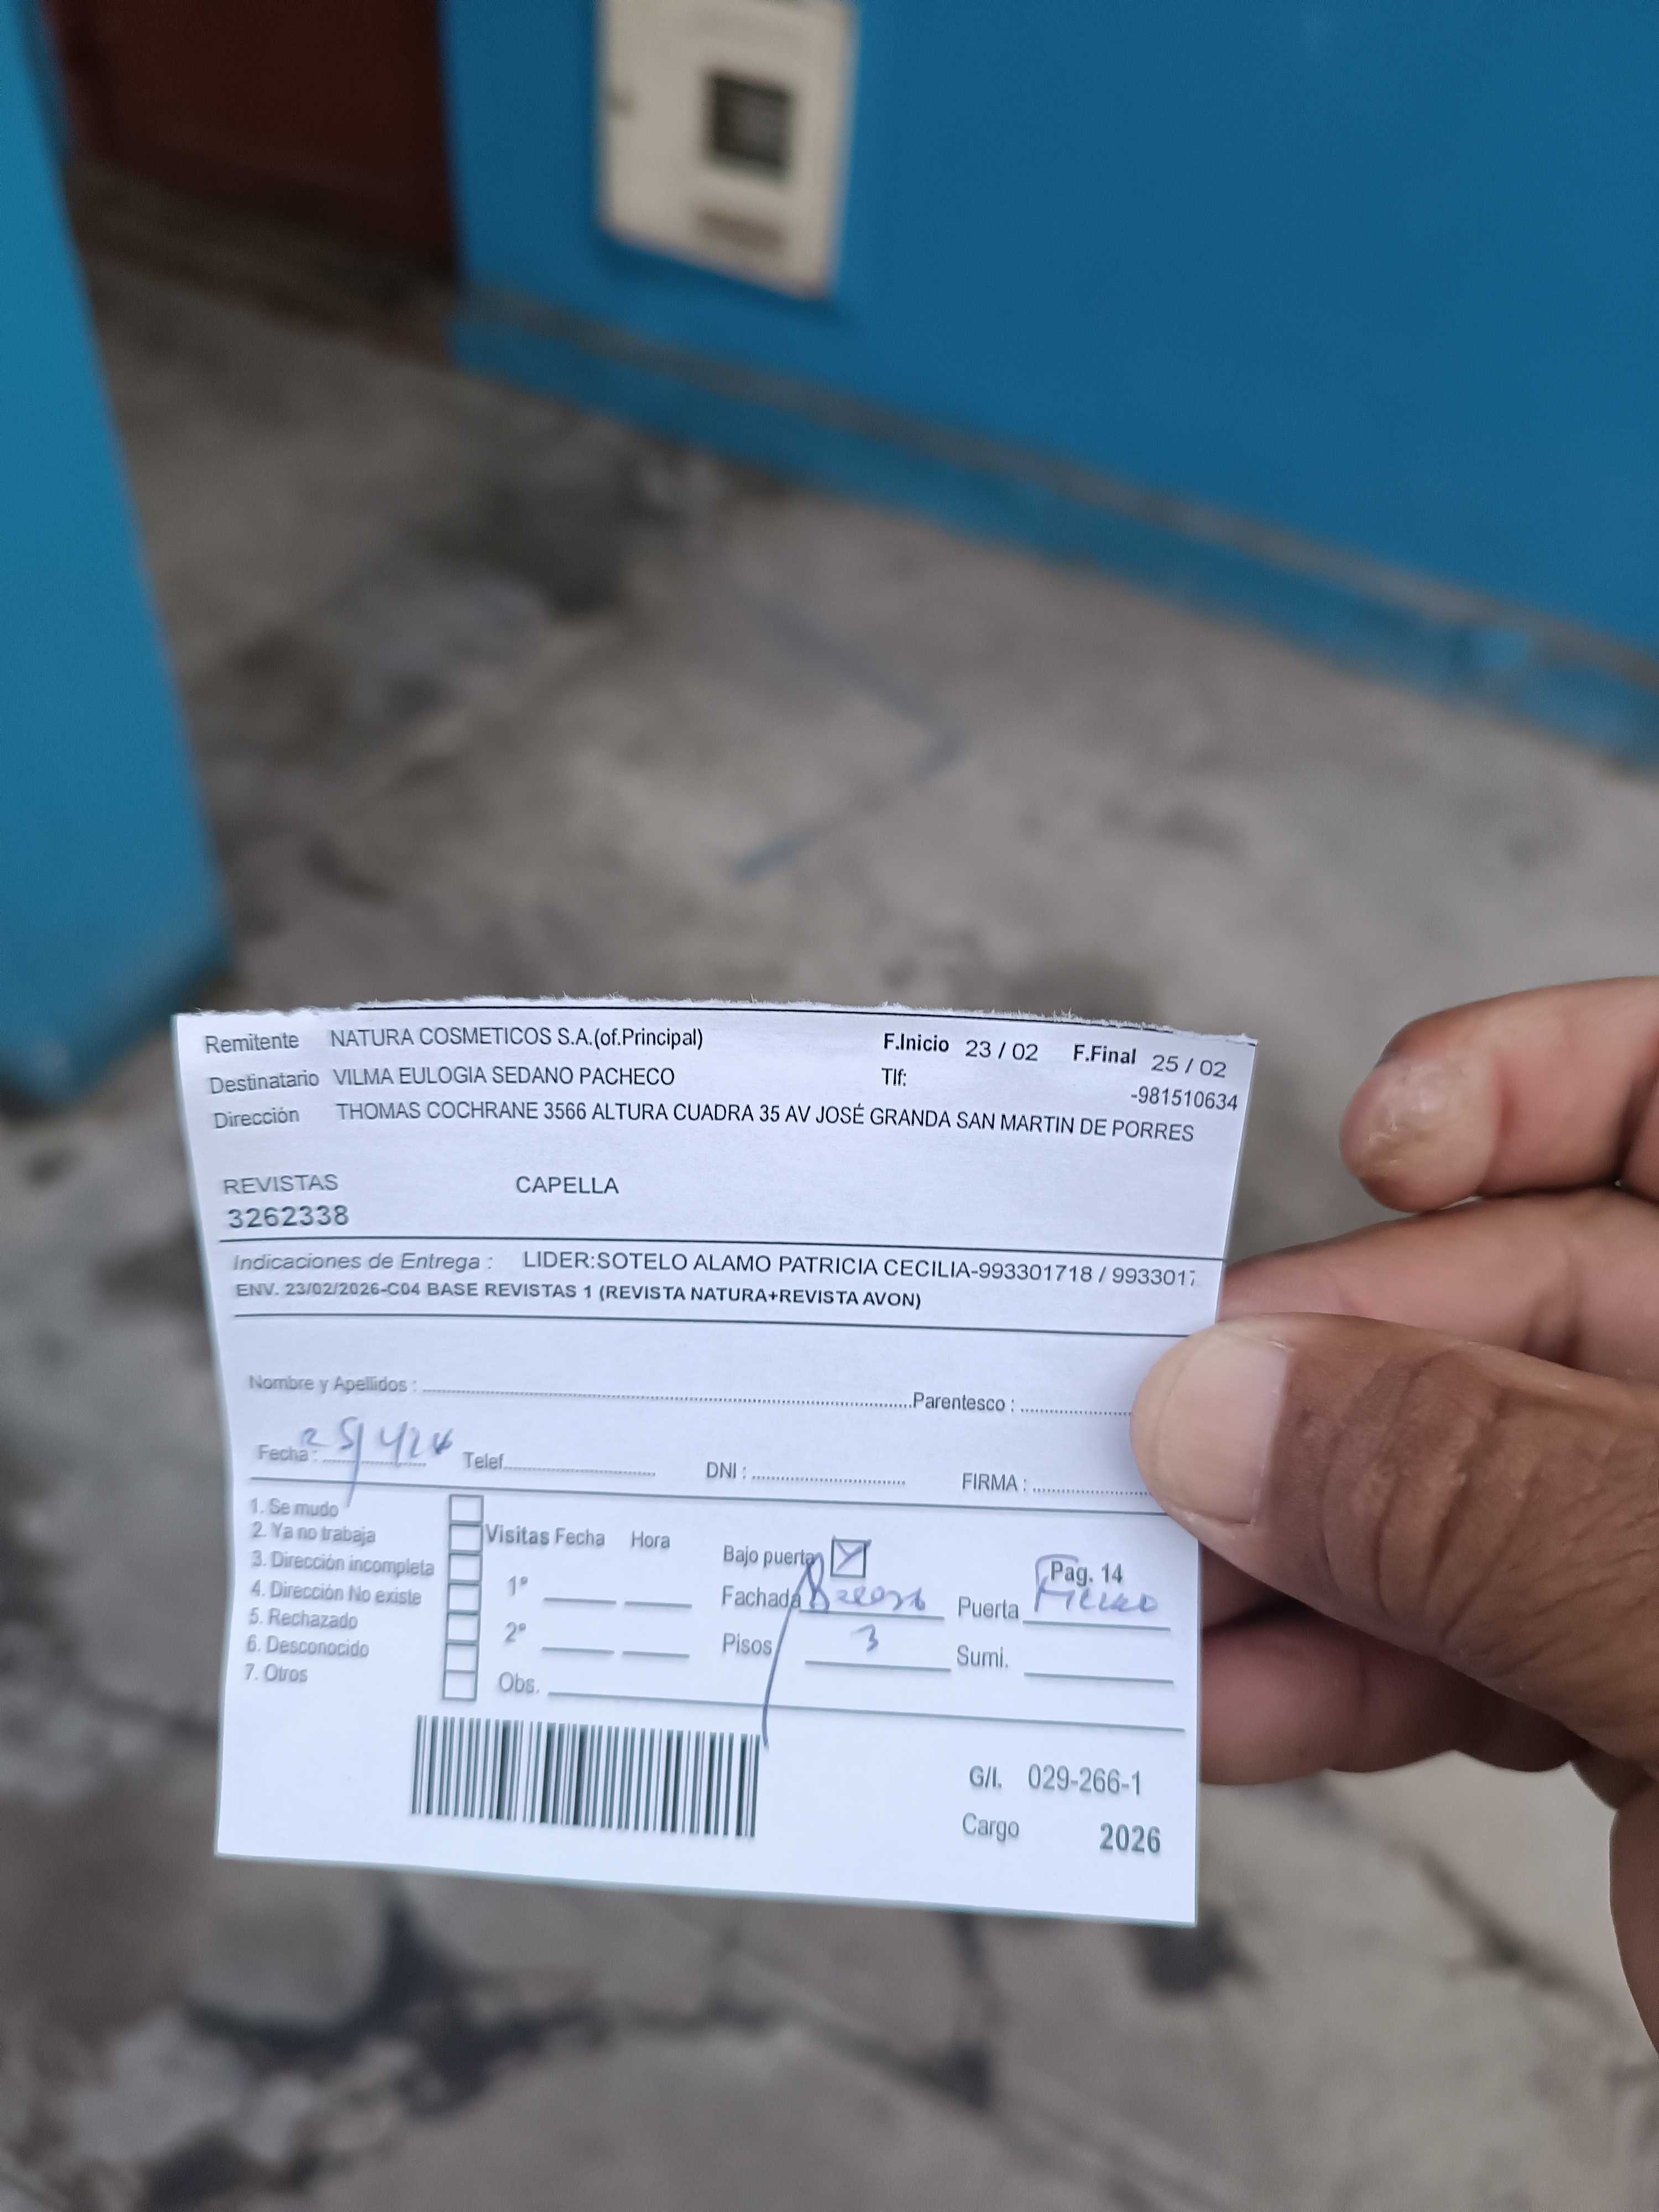 Remitente NATURA COSMETICOS S.A.(of.Principal) F.Inicio 23 / 02 F.Final 25 / 02
Destinatario VILMA EULOGIA SEDANO PACHECO Tlf: -981510634
Dirección THOMAS COCHRANE 3566 ALTURA CUADRA 35 AV JOSÉ GRANDA SAN MARTIN DE PORRES
REVISTAS CAPELLA
3262338
Indicaciones de Entrega : LIDER:SOTELO ALAMO PATRICIA CECILIA-993301718 / 993301
ENV. 23/02/2026-C04 BASE REVISTAS 1 (REVISTA NATURA+REVISTA AVON)
Nombre y Apellidos : Parentesco :
Fecha : Telef. DNI : FIRMA :
1. Se mudo
2. Ya no trabaja
3. Dirección incompleta
4. Dirección No existe
5. Rechazado
6. Desconocido
7. Otros
Visitas Fecha Hora
1°
2°
Obs.
Bajo puerta
Fachada
Pisos 3
Pag. 14
Puerta
Sumi.
G/I. 029-266-1
Cargo 2026